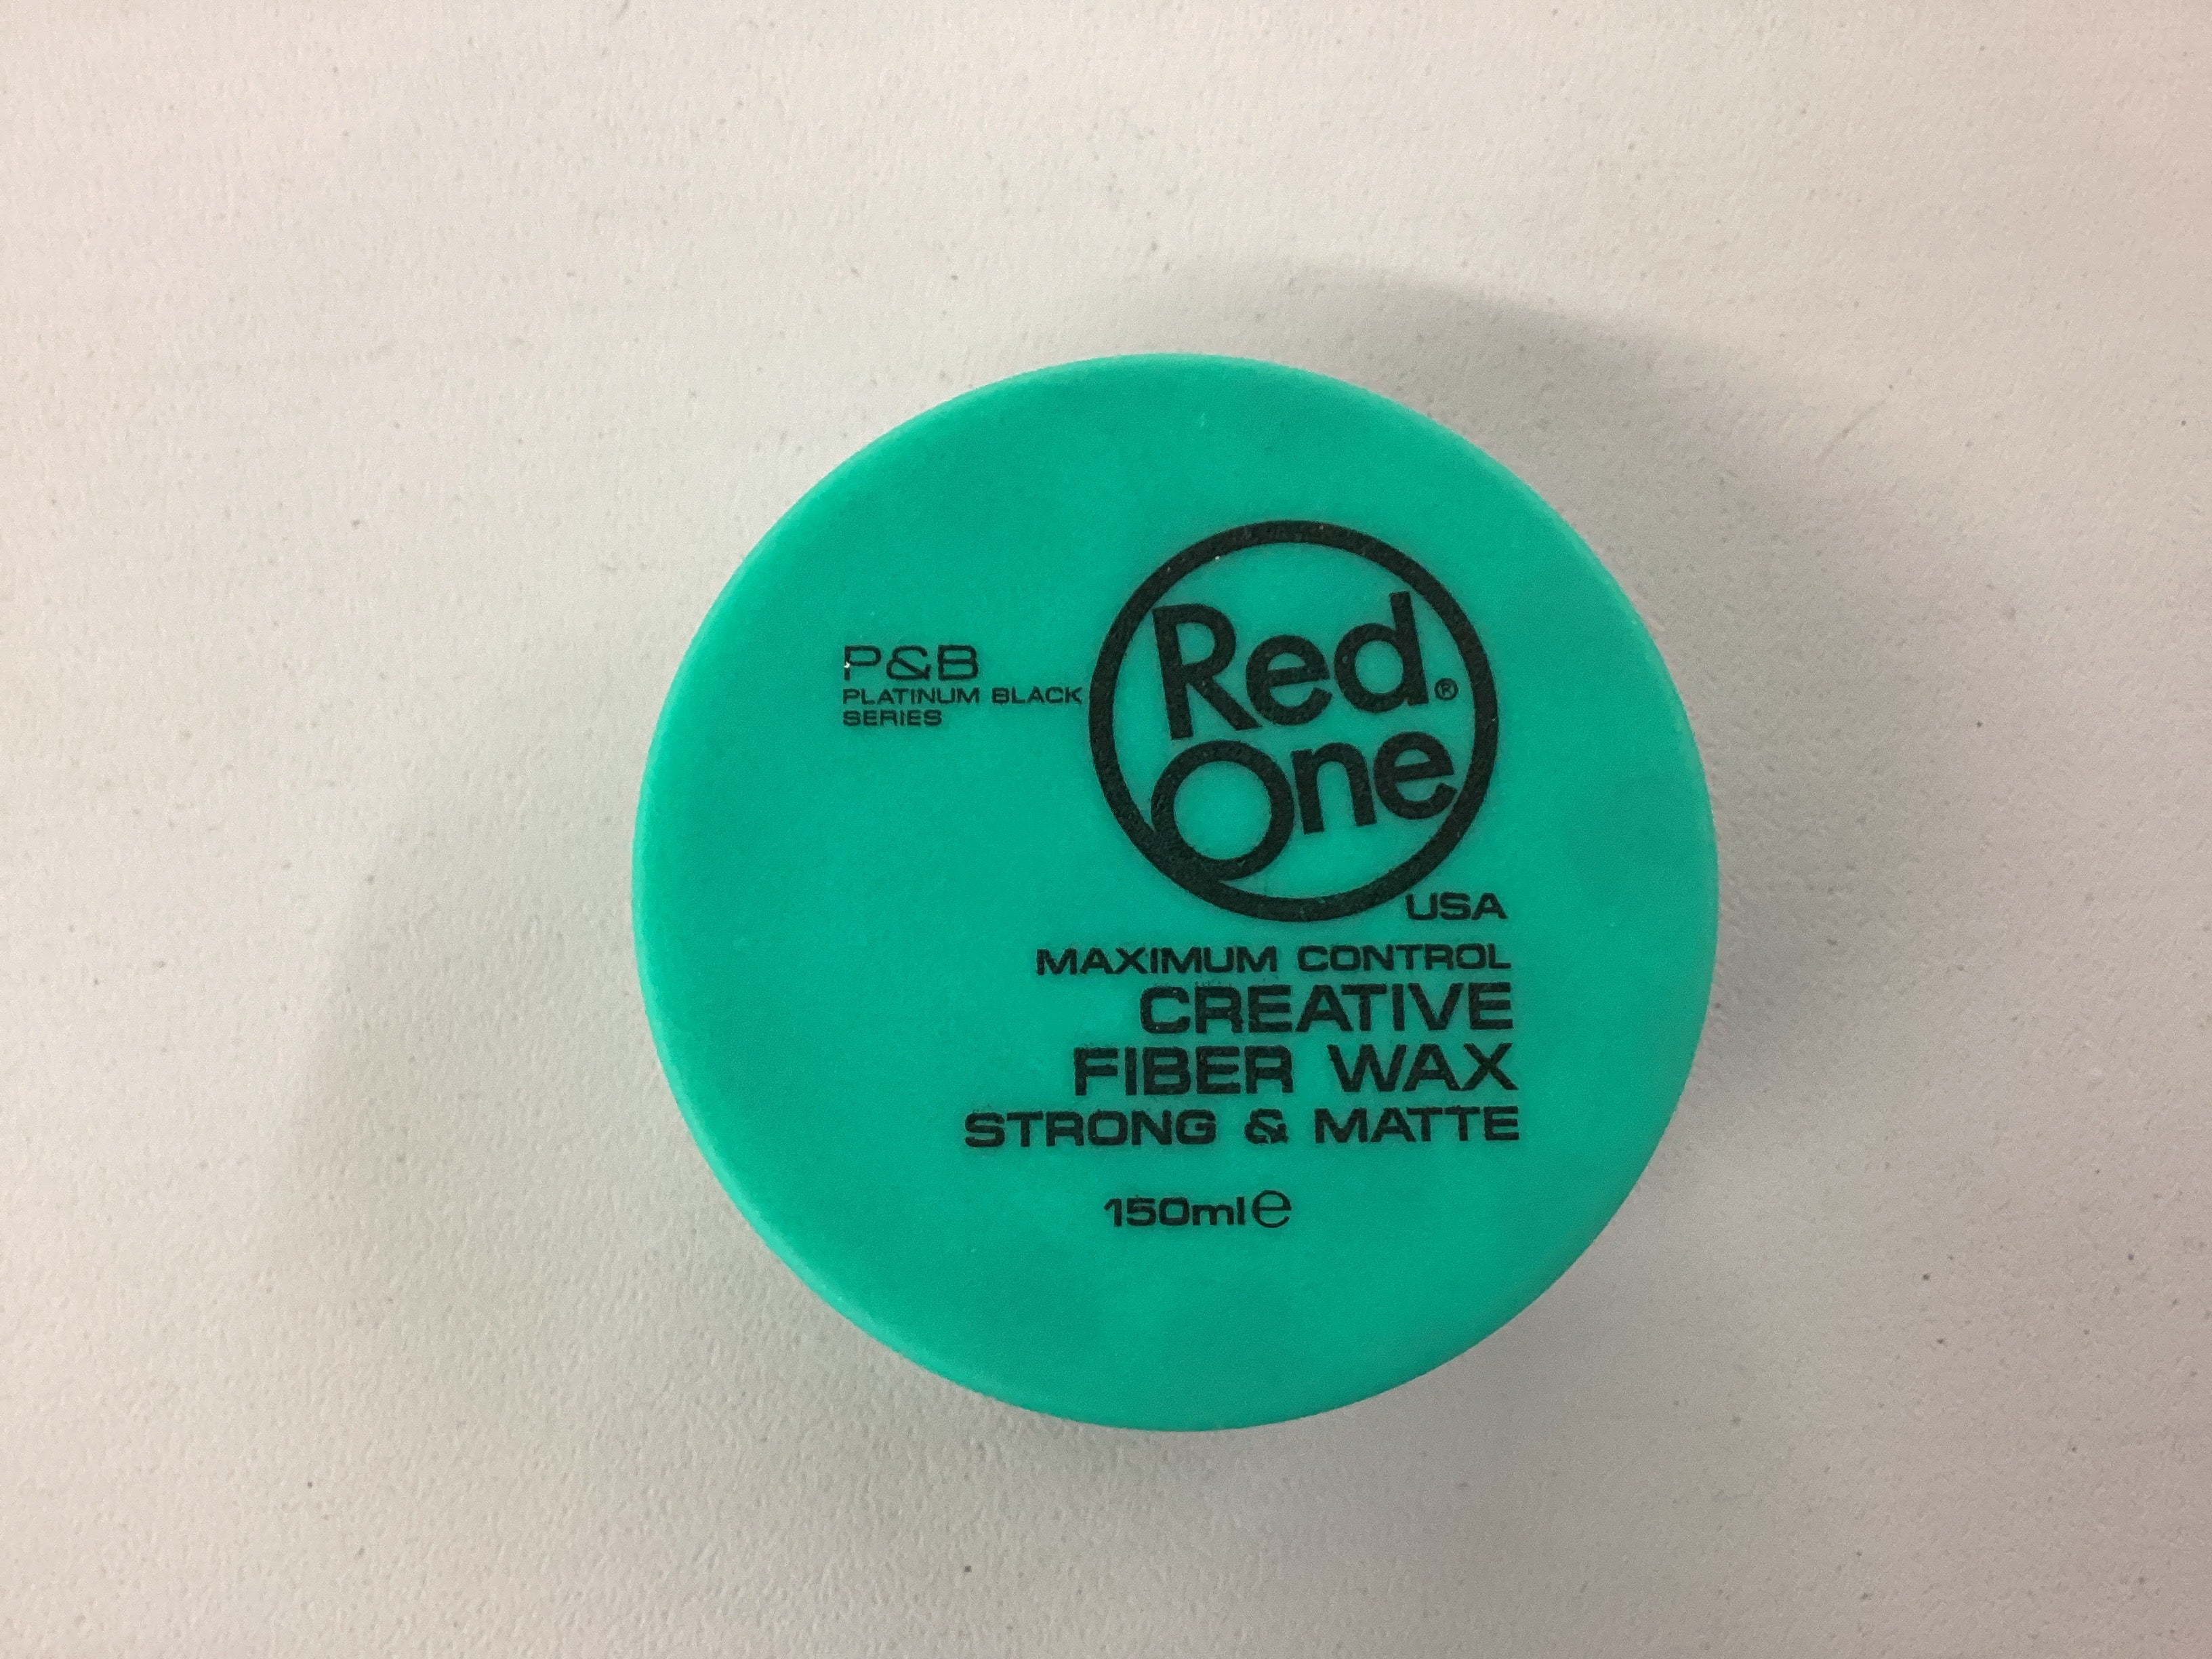 P&B
PLATINUM BLACK
SERIES
Red®
One
USA
MAXIMUM CONTROL
CREATIVE
FIBER WAX
STRONG & MATTE
150ml℮